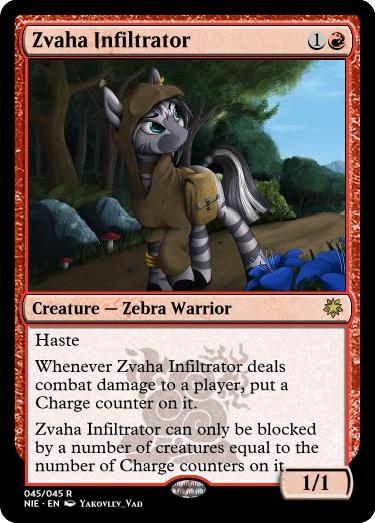 Zvaha Infiltrator 1
Creature — Zebra Warrior
Haste
Whenever Zvaha Infiltrator deals
combat damage to a player, put a
Charge counter on it.
Zvaha Infiltrator can only be blocked
by a number of creatures equal to the
number of Charge counters on it.
1/1
045/045 R
NIE · EN Yakovlev_Vad